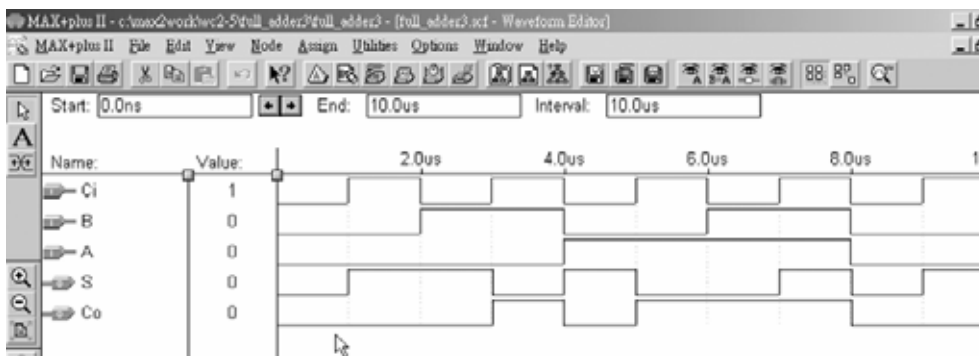 MAX+plus II - c:\max2work\wc2-5\full_adder3\full_adder3 - [full_adder3.scf - Waveform Editor]
MAX+plus II File Edit View Node Assign Utilities Options Window Help
Start: 0.0ns End: 10.0us Interval: 10.0us
Name: Value: 2.0us 4.0us 6.0us 8.0us 1
Ci 1
B 0
A 0
S 0
Co 0